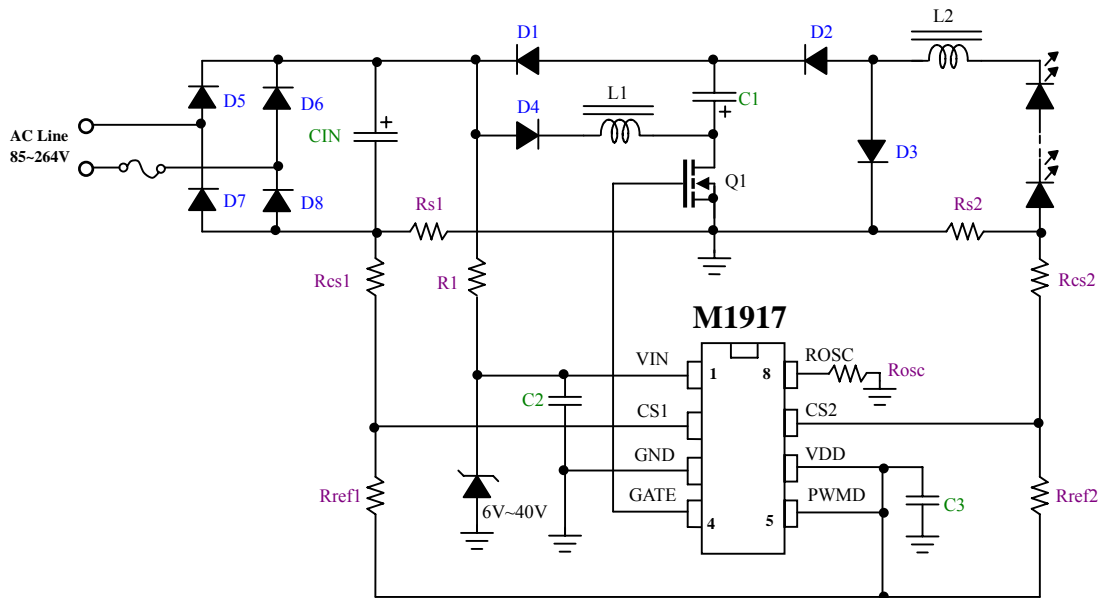 D1
D2
L2
D5
D6
D4
L1
C1
AC Line
85~264V
CIN
+
+
D3
Q1
D7
D8
Rs1
Rs2
Rcs1
R1
Rcs2
M1917
VIN
1
8
ROSC
Rosc
C2
CS1
CS2
GND
VDD
Rref1
6V~40V
GATE
4
5
PWMD
C3
Rref2